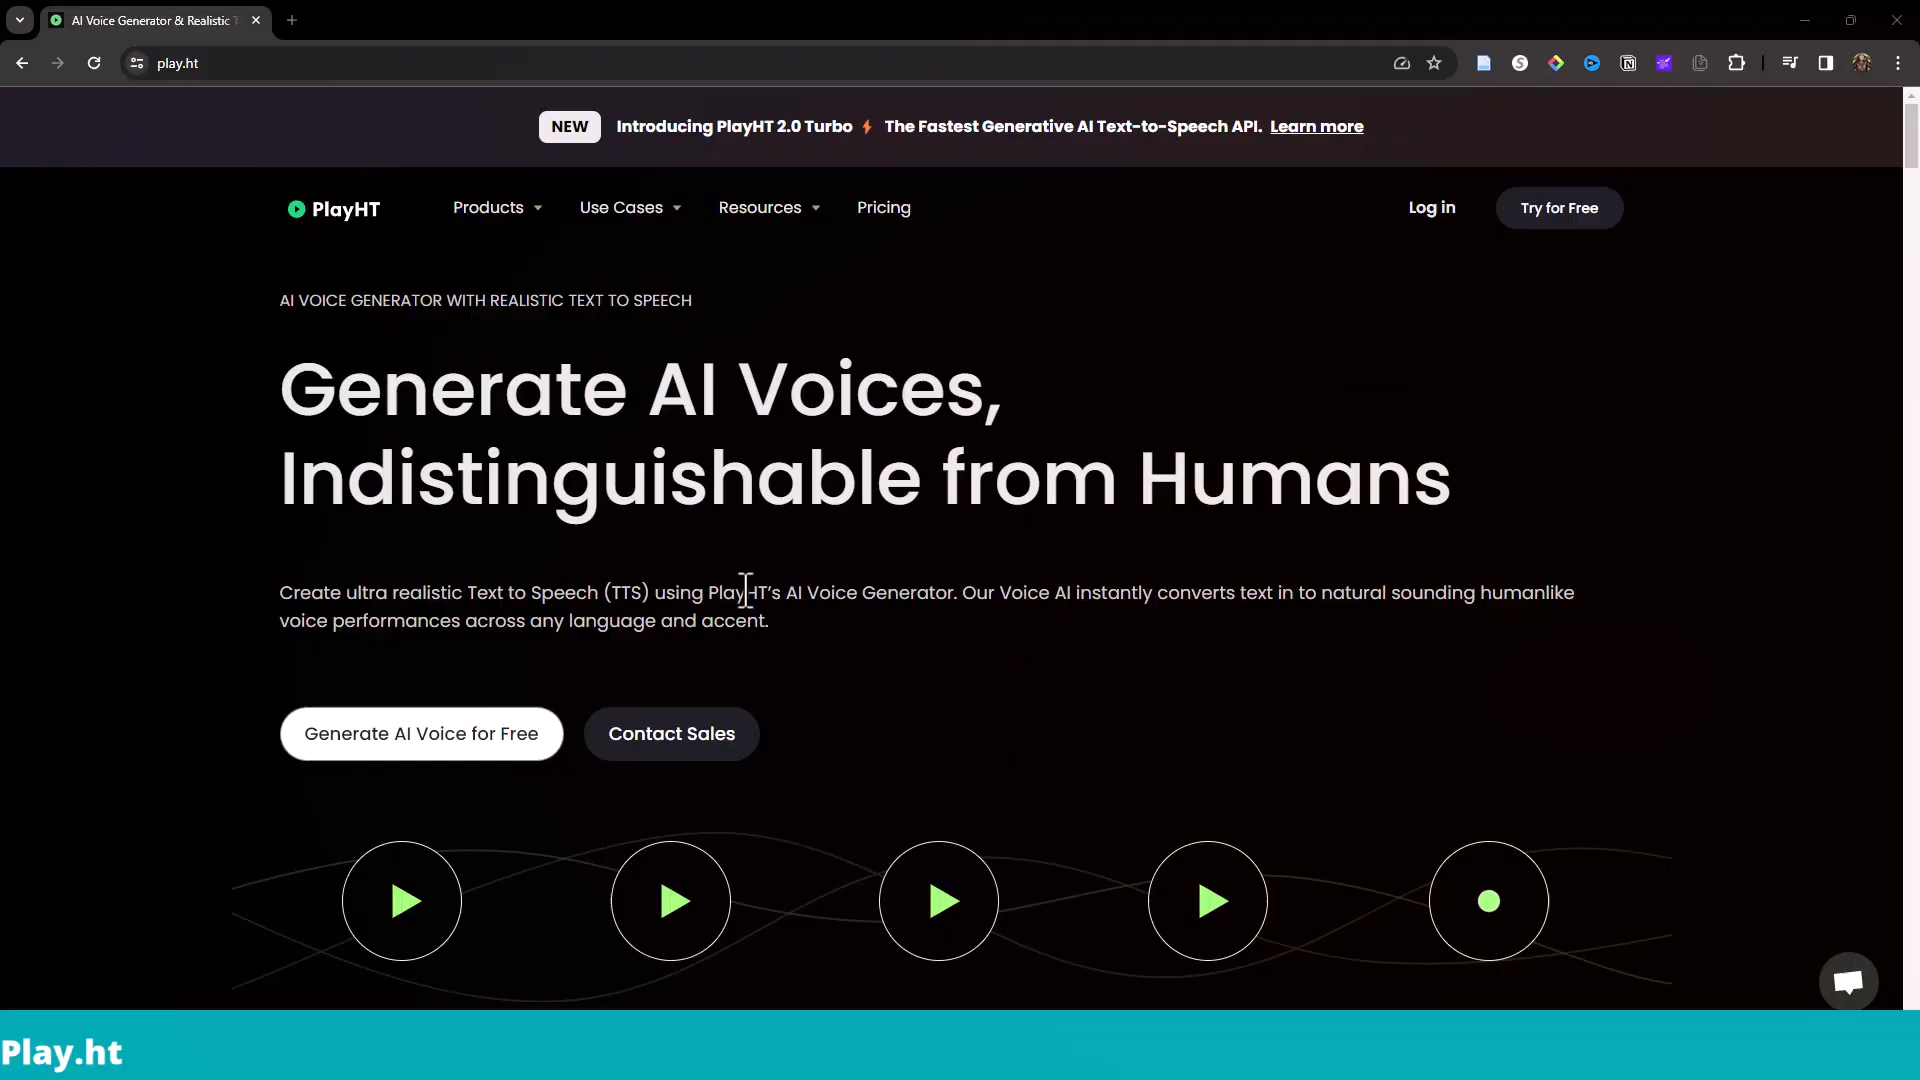 AI Voice Generator & Realistic T
play.ht
NEW Introducing PlayHT 2.0 Turbo ⚡ The Fastest Generative AI Text-to-Speech API. Learn more
PlayHT Products Use Cases Resources Pricing Log in Try for Free
AI VOICE GENERATOR WITH REALISTIC TEXT TO SPEECH
Generate AI Voices,
Indistinguishable from Humans
Create ultra realistic Text to Speech (TTS) using PlayHT’s AI Voice Generator. Our Voice AI instantly converts text in to natural sounding humanlike
voice performances across any language and accent.
Generate AI Voice for Free Contact Sales
Play.ht